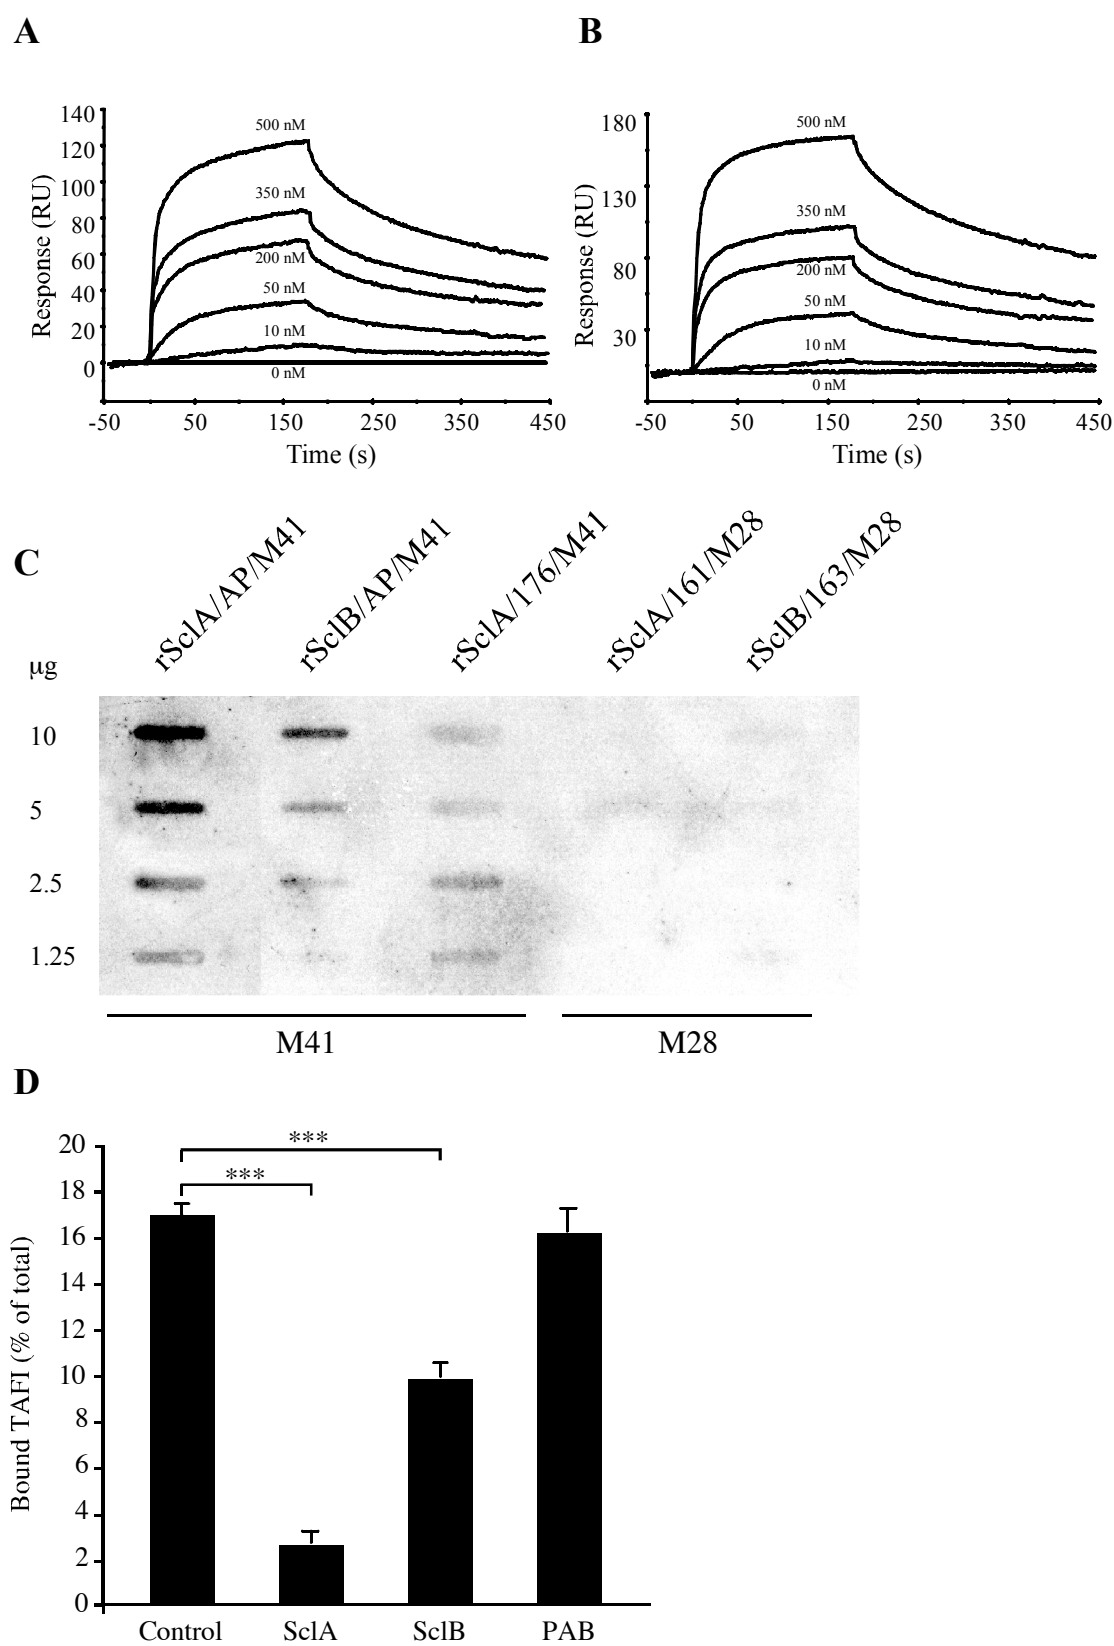 A
B
140
120
100
80
60
40
20
0
Response (RU)
500 nM
350 nM
200 nM
50 nM
10 nM
0 nM
-50
50
150
250
350
450
Time (s)
180
130
80
30
Response (RU)
500 nM
350 nM
200 nM
50 nM
10 nM
0 nM
-50
50
150
250
350
450
Time (s)
C
rSclA/AP/M41
rSclB/AP/M41
rSclA/176/M41
rSclA/161/M28
rSclB/163/M28
µg
10
5
2.5
1.25
M41
M28
D
20
18
16
14
12
10
8
6
4
2
0
Bound TAFI (% of total)
***
***
Control
SclA
SclB
PAB